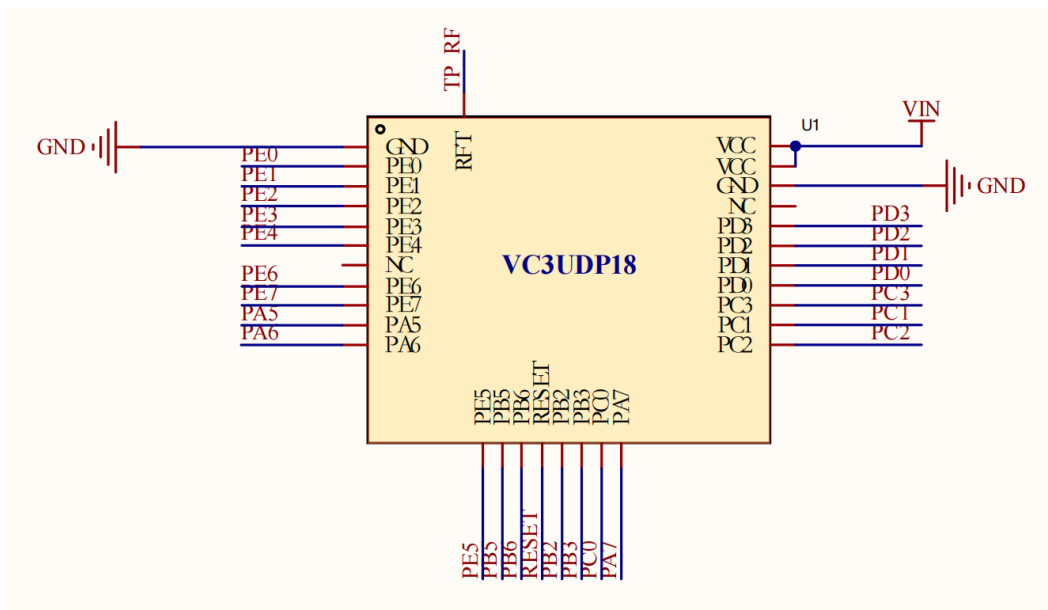 TP_RF
U1
VIN
GND
GND
GND
PE0
PE1
PE2
PE3
PE4
PE6
PE7
PA5
PA6
GND
PE0
PE1
PE2
PE3
PE4
NC
PE6
PE7
PA5
PA6
RFT
VC3UDP18
VCC
VCC
GND
NC
PD3
PD2
PD1
PD0
PC3
PC1
PC2
PD3
PD2
PD1
PD0
PC3
PC1
PC2
PE5
PB5
PB6
RESET
PB2
PB3
PC0
PA7
PE5
PB5
PB6
RESET
PB2
PB3
PC0
PA7